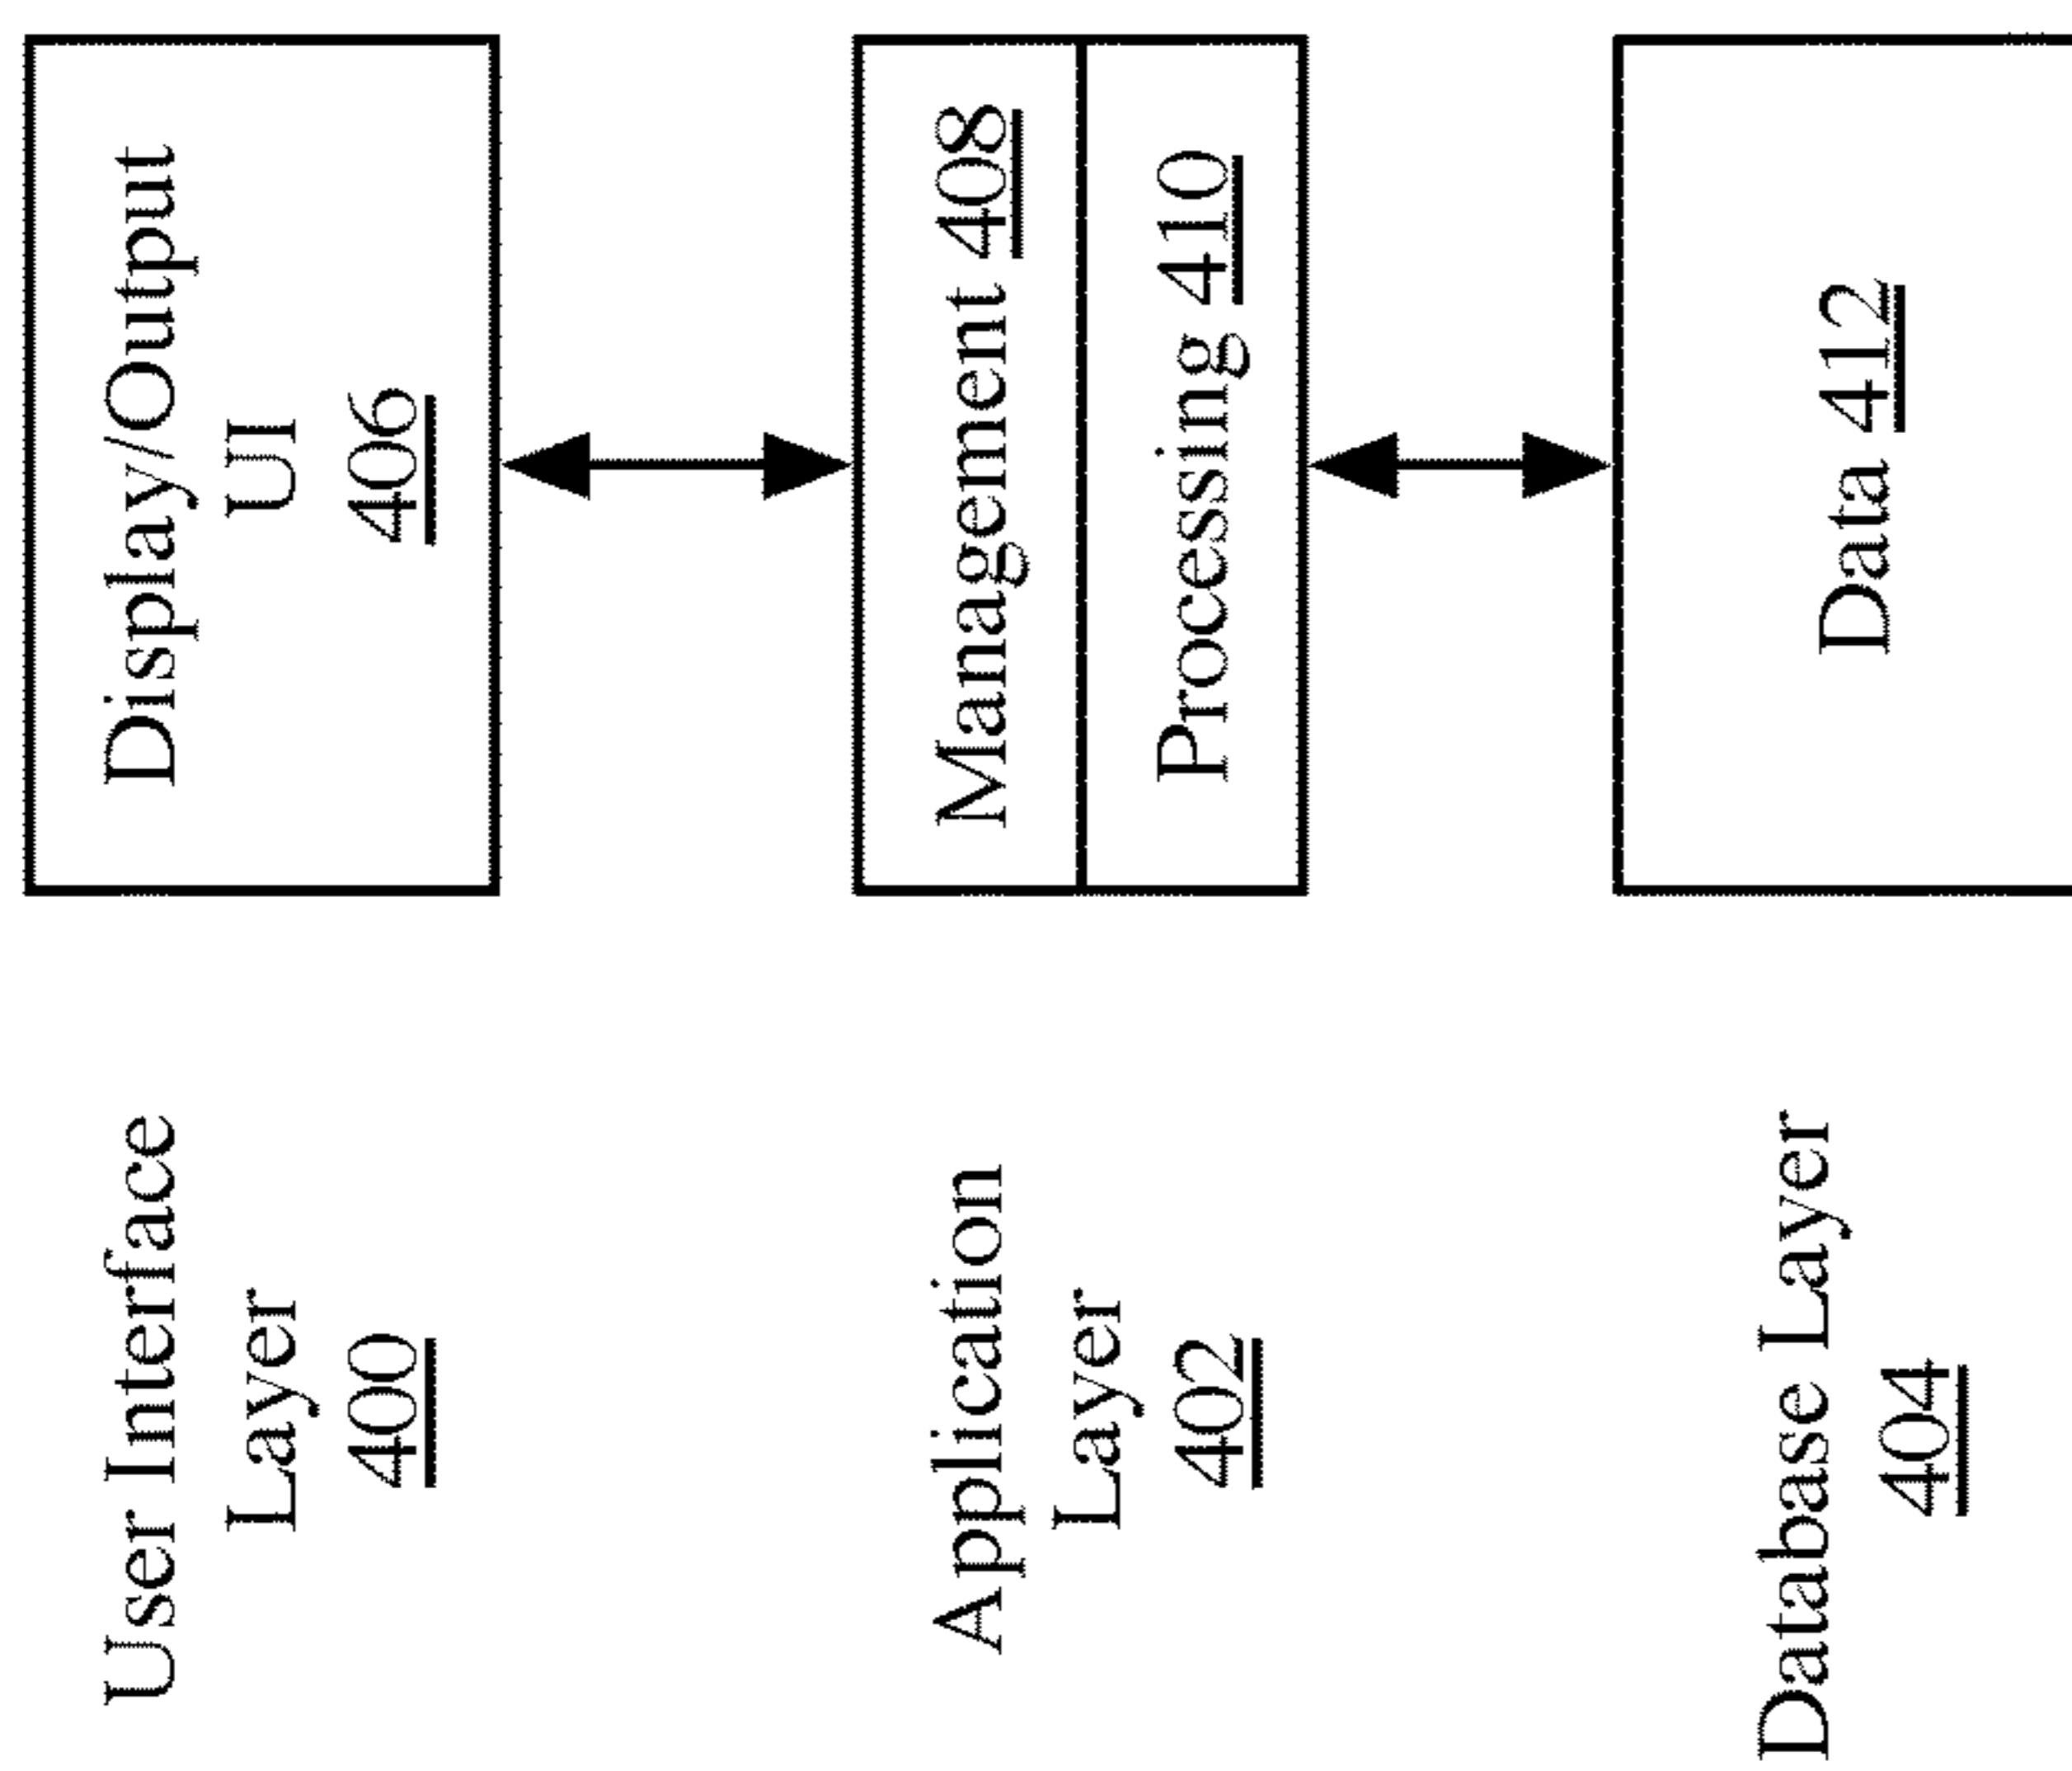 User Interface
Layer
400
Display/Output
UI
406
Application
Layer
402
Management 408
Processing 410
Database Layer
404
Data 412